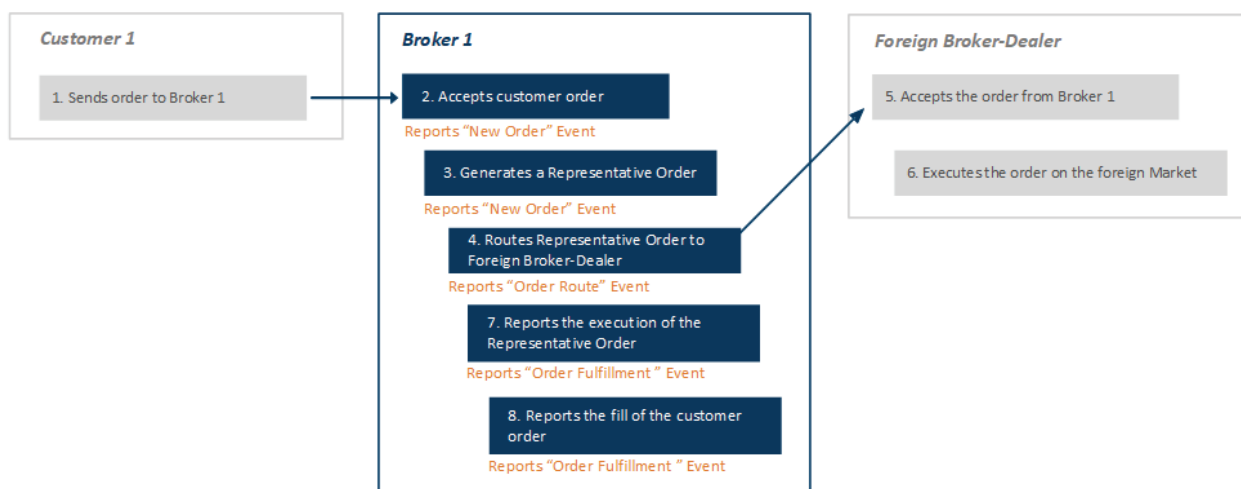 Customer 1
1. Sends order to Broker 1
Broker 1
2. Accepts customer order
Reports “New Order” Event
3. Generates a Representative Order
Reports “New Order” Event
4. Routes Representative Order to
Foreign Broker-Dealer
Reports “Order Route” Event
7. Reports the execution of the
Representative Order
Reports “Order Fulfillment ” Event
8. Reports the fill of the customer
order
Reports “Order Fulfillment ” Event
Foreign Broker-Dealer
5. Accepts the order from Broker 1
6. Executes the order on the foreign Market